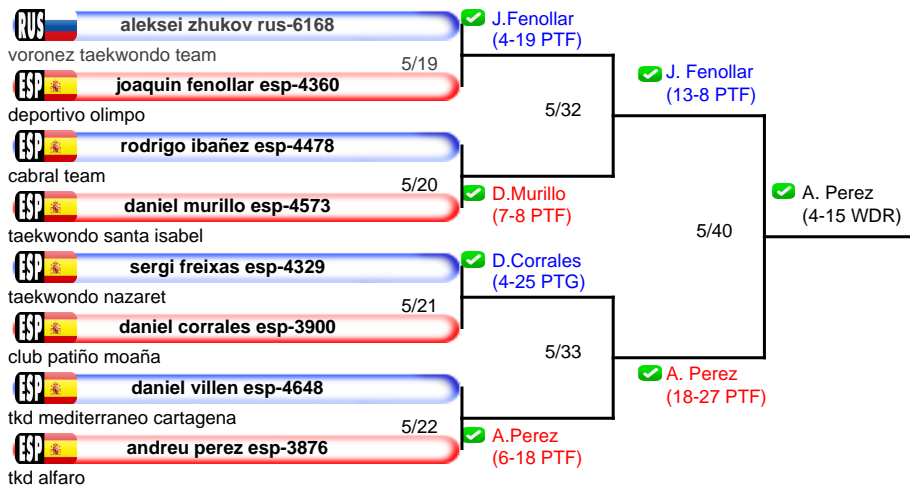 RUS aleksei zhukov rus-6168
voronez taekwondo team
5/19
ESP joaquin fenollar esp-4360
deportivo olimpo
ESP rodrigo ibañez esp-4478
cabral team
5/20
ESP daniel murillo esp-4573
taekwondo santa isabel
ESP sergi freixas esp-4329
taekwondo nazaret
5/21
ESP daniel corrales esp-3900
club patiño moaña
ESP daniel villen esp-4648
tkd mediterraneo cartagena
5/22
ESP andreu perez esp-3876
tkd alfaro
J.Fenollar
(4-19 PTF)
5/32
D.Murillo
(7-8 PTF)
D.Corrales
(4-25 PTG)
5/33
A.Perez
(6-18 PTF)
J. Fenollar
(13-8 PTF)
5/40
A. Perez
(18-27 PTF)
A. Perez
(4-15 WDR)